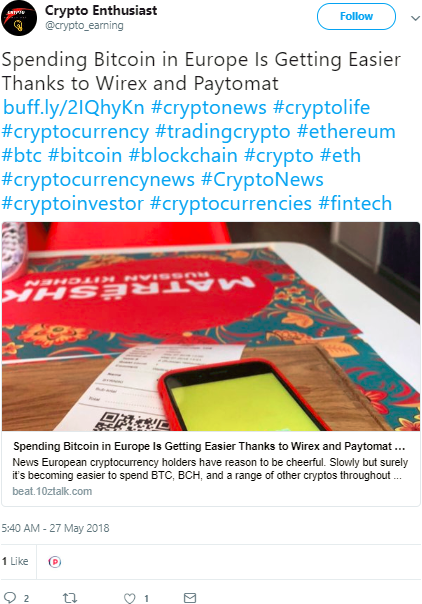 Crypto Enthusiast
@crypto_earning
Follow
Spending Bitcoin in Europe Is Getting Easier
Thanks to Wirex and Paytomat
buff.ly/2IQhyKn #cryptonews #cryptolife
#cryptocurrency #tradingcrypto #ethereum
#btc #bitcoin #blockchain #crypto #eth
#cryptocurrencynews #CryptoNews
#cryptoinvestor #cryptocurrencies #fintech
RUSSIAN KITCHEN
MATRËSHK
Spending Bitcoin in Europe Is Getting Easier Thanks to Wirex and Paytomat ...
News European cryptocurrency holders have reason to be cheerful. Slowly but surely
it's becoming easier to spend BTC, BCH, and a range of other cryptos throughout ...
beat.10ztalk.com
5:40 AM - 27 May 2018
1 Like
2
1